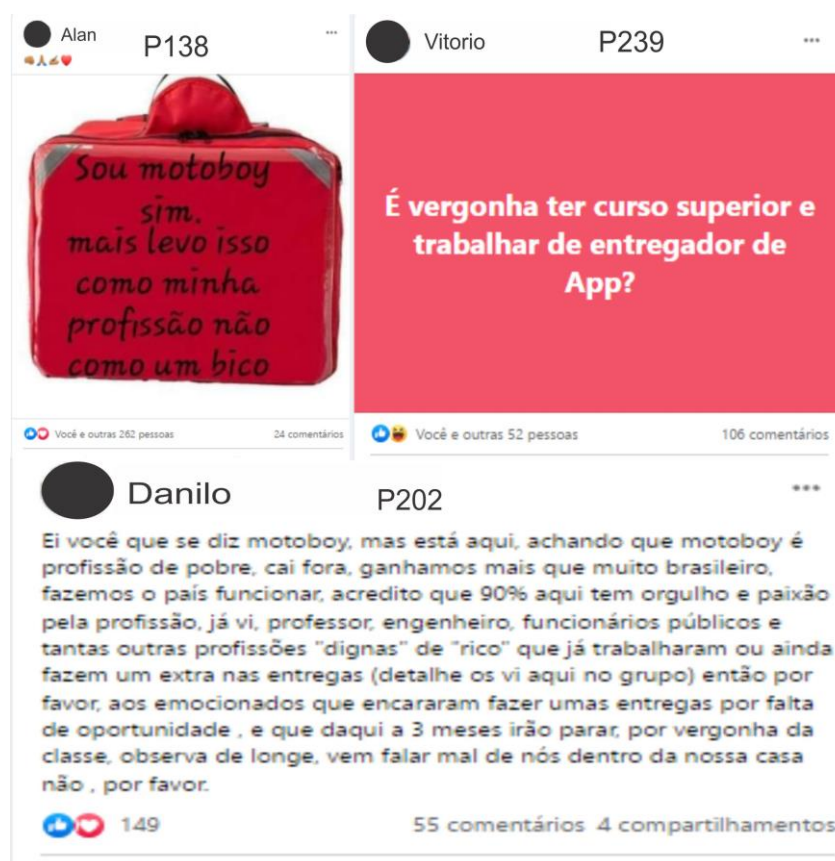 Alan
P138
Sou motoboy
sim.
mais levo isso
como minha
profissão não
como um bico
Você e outras 262 pessoas
24 comentários
Vitorio
P239
É vergonha ter curso superior e
trabalhar de entregador de
App?
Você e outras 52 pessoas
106 comentários
Danilo
P202
Ei você que se diz motoboy, mas está aqui, achando que motoboy é
profissão de pobre, cai fora, ganhamos mais que muito brasileiro,
fazemos o país funcionar, acredito que 90% aqui tem orgulho e paixão
pela profissão, já vi, professor, engenheiro, funcionários públicos e
tantas outras profissões "dignas" de "rico" que já trabalharam ou ainda
fazem um extra nas entregas (detalhe os vi aqui no grupo) então por
favor, aos emocionados que encararam fazer umas entregas por falta
de oportunidade , e que daqui a 3 meses irão parar, por vergonha da
classe, observa de longe, vem falar mal de nós dentro da nossa casa
não , por favor.
149
55 comentários 4 compartilhamentos